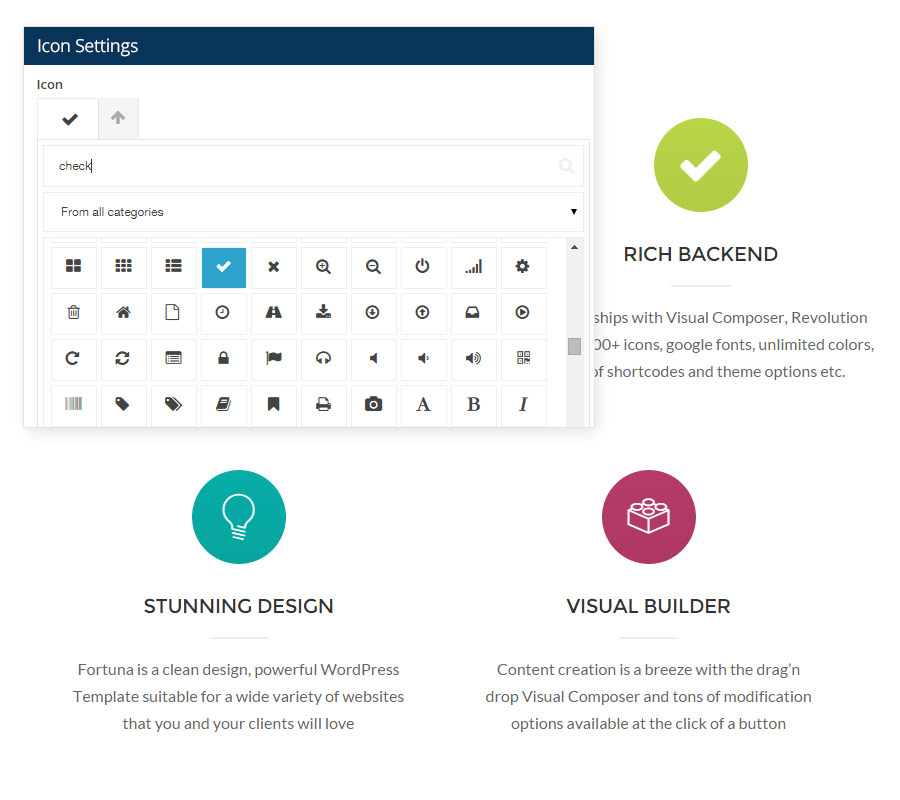 Icon Settings
Icon
check
From all categories
A B I
RICH BACKEND
ships with Visual Composer, Revolution
00+ icons, google fonts, unlimited colors,
of shortcodes and theme options etc.
STUNNING DESIGN
Fortuna is a clean design, powerful WordPress
Template suitable for a wide variety of websites
that you and your clients will love
VISUAL BUILDER
Content creation is a breeze with the drag’n
drop Visual Composer and tons of modification
options available at the click of a button